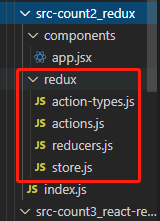 src-count2_redux
components
app.jsx
redux
JS action-types.js
JS actions.js
JS reducers.js
JS store.js
JS index.js
src-count3_react-re